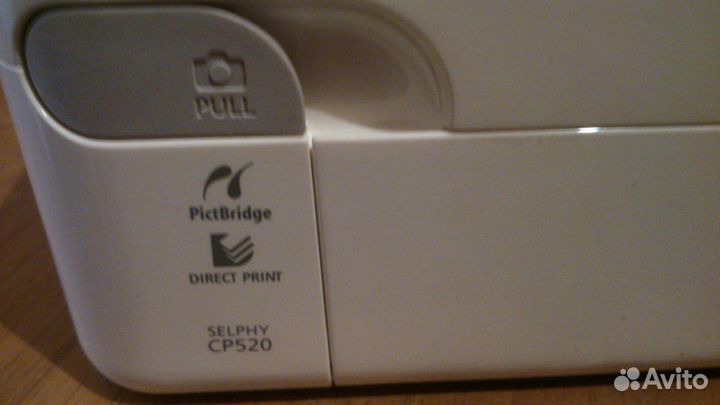 PULL
PictBridge
DIRECT PRINT
SELPHY
CP520
Avito